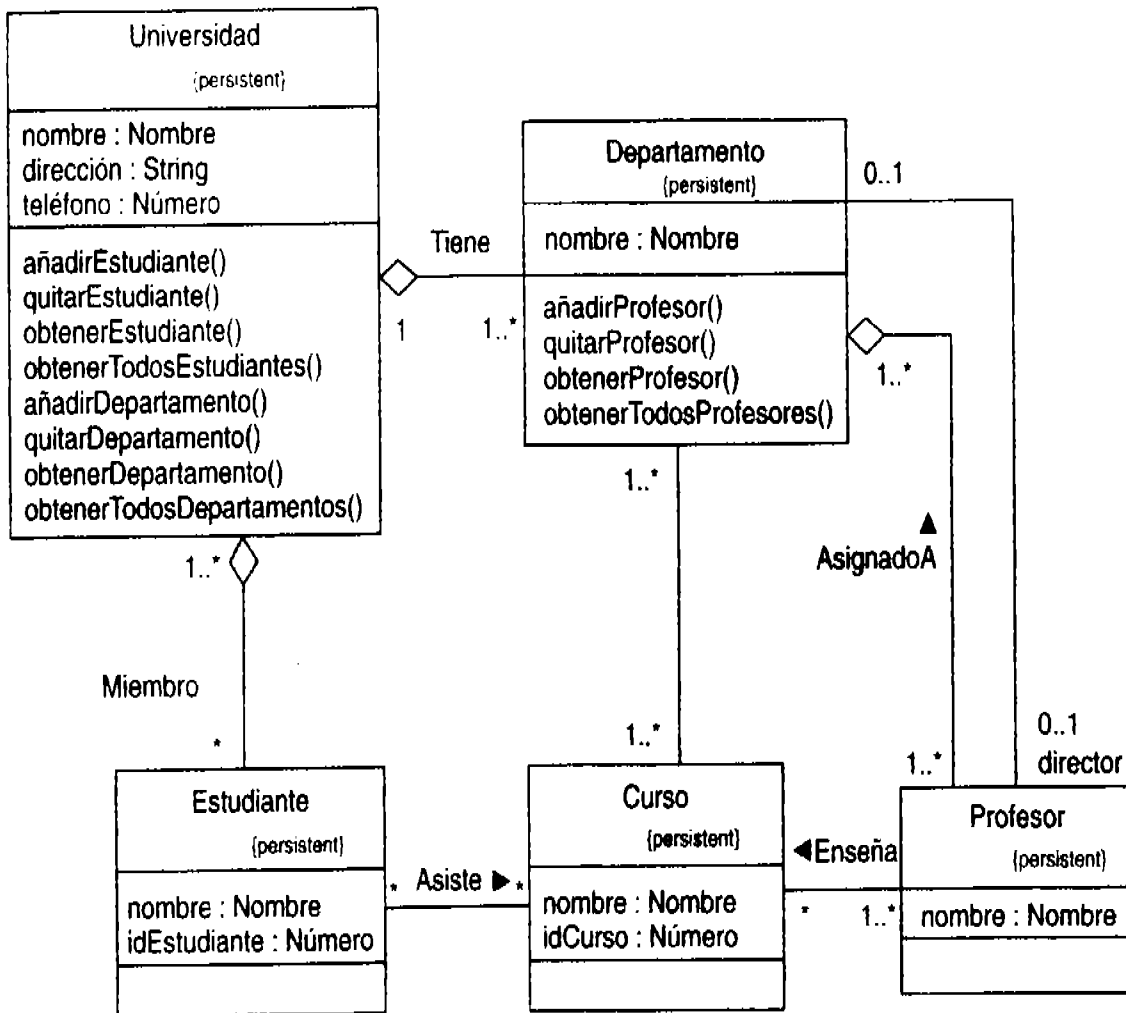 Universidad
{persistent}
nombre : Nombre
dirección : String
teléfono : Número
añadirEstudiante()
quitarEstudiante()
obtenerEstudiante()
obtenerTodosEstudiantes()
añadirDepartamento()
quitarDepartamento()
obtenerDepartamento()
obtenerTodosDepartamentos()
Tiene
1
1..*
Departamento
{persistent}
nombre : Nombre
añadirProfesor()
quitarProfesor()
obtenerProfesor()
obtenerTodosProfesores()
0..1
1..*
1..*
1..*
AsignadoA
Miembro
*
1..*
1..*
0..1
director
Estudiante
{persistent}
nombre : Nombre
idEstudiante : Número
* Asiste ▶ *
Curso
{persistent}
nombre : Nombre
idCurso : Número
◀Enseña
* 1..*
Profesor
{persistent}
nombre : Nombre